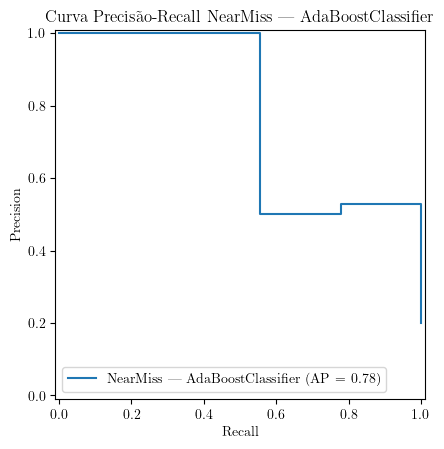 Curva Precisão-Recall NearMiss — AdaBoostClassifier
1.0
0.8
0.6
0.4
0.2
0.0
Precision
NearMiss — AdaBoostClassifier (AP = 0.78)
0.0 0.2 0.4 0.6 0.8 1.0
Recall